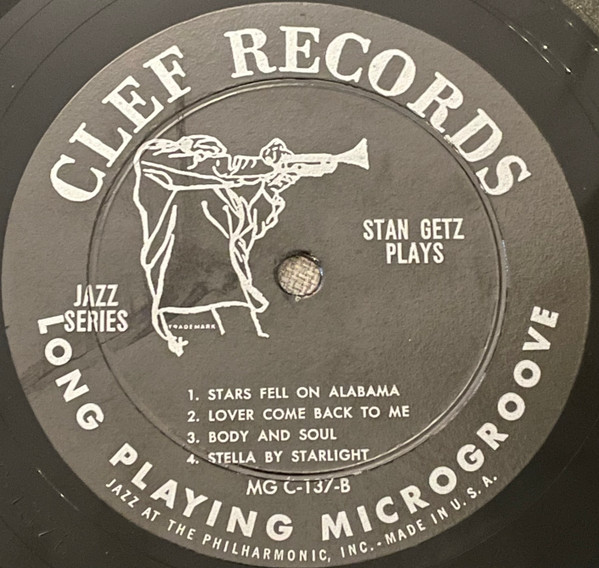 CLEF RECORDS
STAN GETZ
PLAYS
JAZZ
SERIES
TRADEMARK
1. STARS FELL ON ALABAMA
2. LOVER COME BACK TO ME
3. BODY AND SOUL
4. STELLA BY STARLIGHT
MG C-137-B
LONG PLAYING MICROGROOVE
JAZZ AT THE PHILHARMONIC, INC.-MADE IN U.S.A.